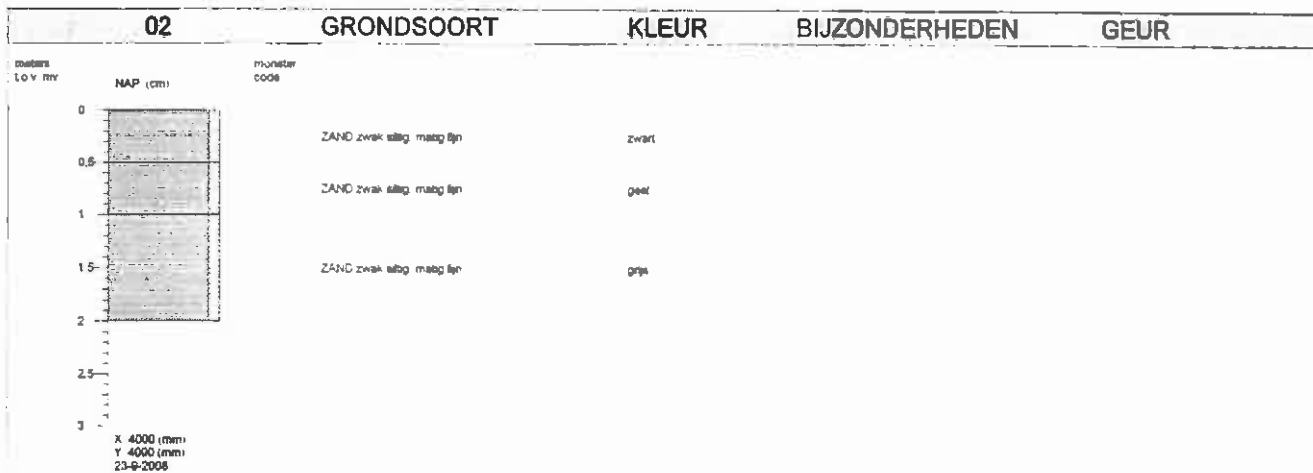 02 GRONDSOORT KLEUR BIJZONDERHEDEN GEUR
meters monster
t.o.v. mv NAP (cm) code
0
ZAND zwak siltig, matig fijn zwart
0,5
ZAND zwak siltig, matig fijn geel
1
1,5 ZAND zwak siltig, matig fijn grijs
2
2,5
3
X 4000 (mm)
Y 4000 (mm)
23-9-2008